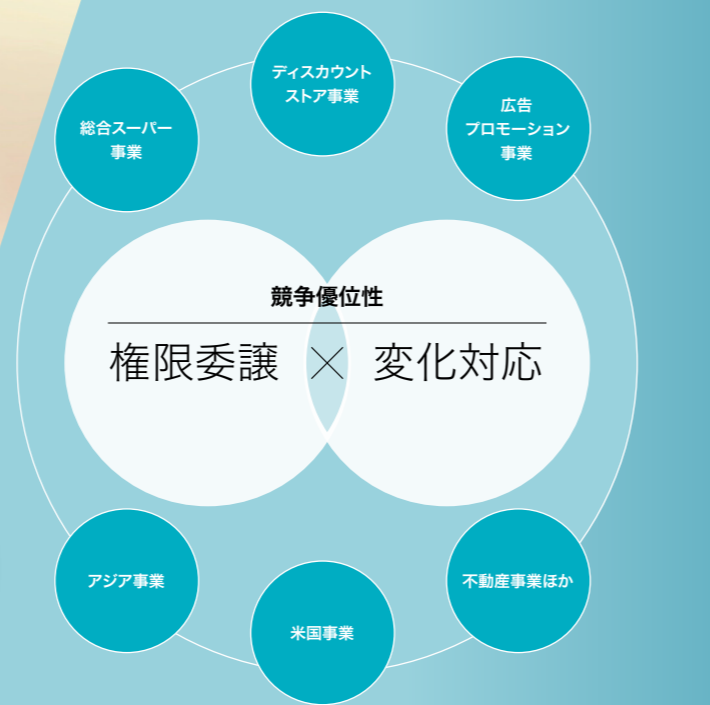 ディスカウント
ストア事業
総合スーパー
事業
広告
プロモーション
事業
競争優位性
権限委譲 × 変化対応
アジア事業
米国事業
不動産事業ほか